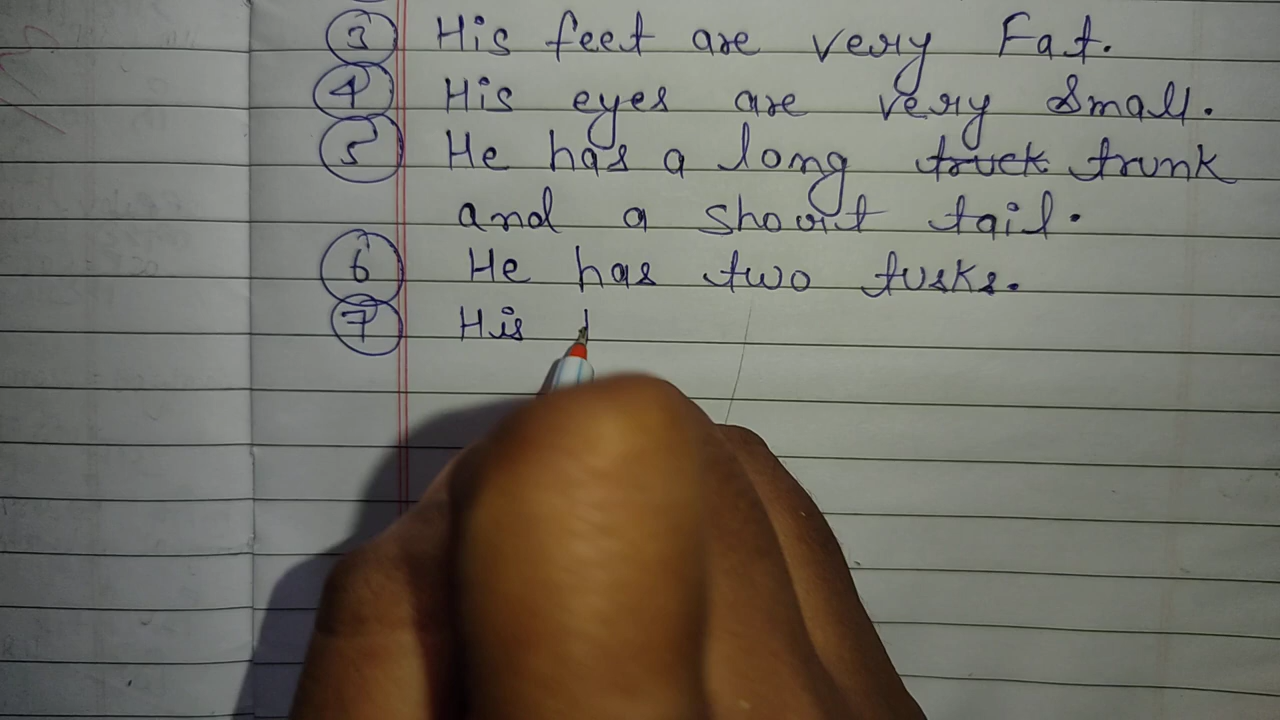 3 His feet are very Fat.
4 His eyes are very Small.
5 He has a long truck trunk
and a short tail.
6 He has two tusks.
7 His